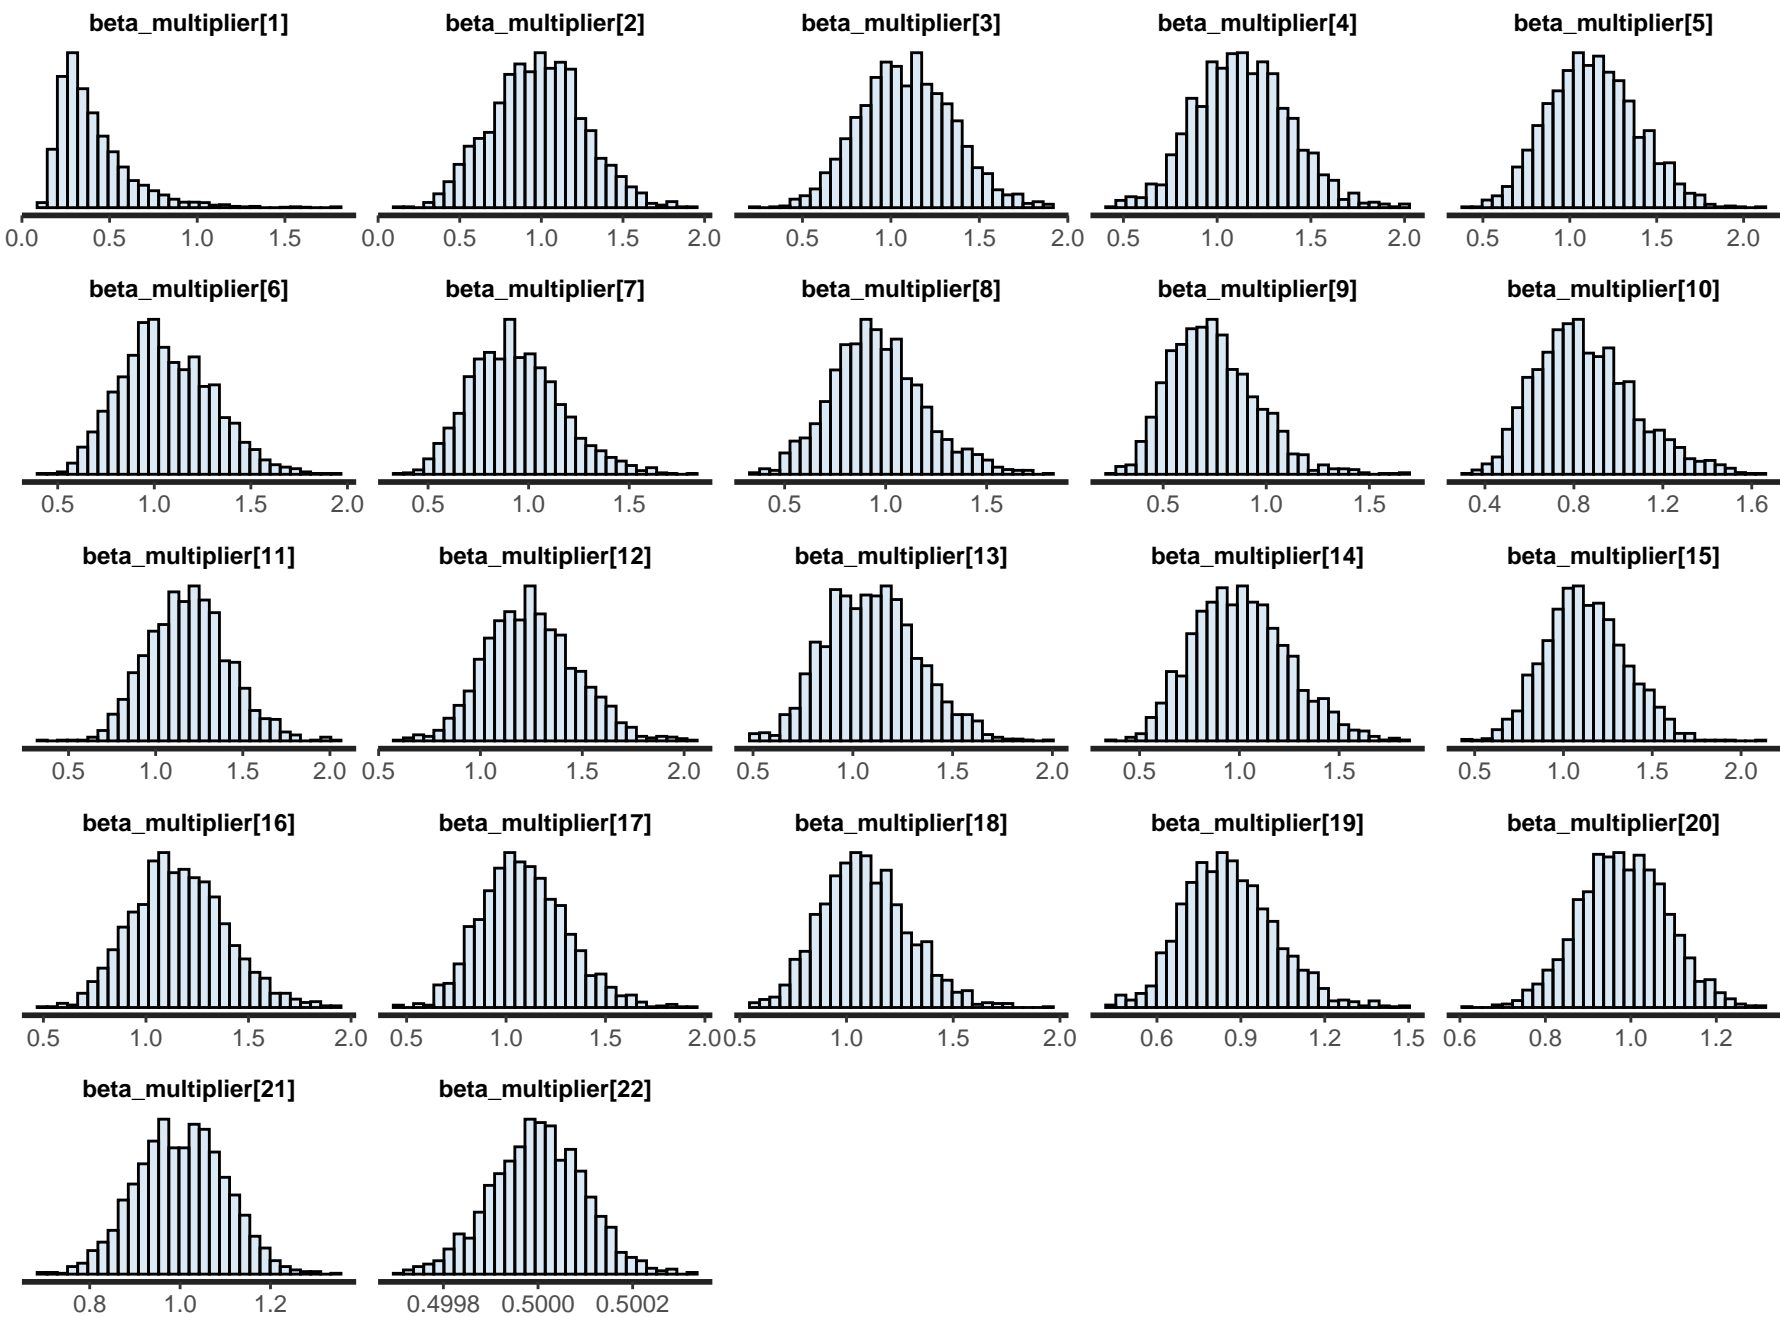 beta_multiplier[1] beta_multiplier[2] beta_multiplier[3] beta_multiplier[4] beta_multiplier[5]
0.0 0.5 1.0 1.5 0.0 0.5 1.0 1.5 2.0 0.5 1.0 1.5 2.0 0.5 1.0 1.5 2.0 0.5 1.0 1.5 2.0
beta_multiplier[6] beta_multiplier[7] beta_multiplier[8] beta_multiplier[9] beta_multiplier[10]
0.5 1.0 1.5 2.0 0.5 1.0 1.5 0.5 1.0 1.5 0.5 1.0 1.5 0.4 0.8 1.2 1.6
beta_multiplier[11] beta_multiplier[12] beta_multiplier[13] beta_multiplier[14] beta_multiplier[15]
0.5 1.0 1.5 2.0 0.5 1.0 1.5 2.0 0.5 1.0 1.5 2.0 0.5 1.0 1.5 0.5 1.0 1.5 2.0
beta_multiplier[16] beta_multiplier[17] beta_multiplier[18] beta_multiplier[19] beta_multiplier[20]
0.5 1.0 1.5 2.0 0.5 1.0 1.5 2.0 0.5 1.0 1.5 2.0 0.6 0.9 1.2 1.5 0.6 0.8 1.0 1.2
beta_multiplier[21] beta_multiplier[22]
0.8 1.0 1.2 0.4998 0.5000 0.5002